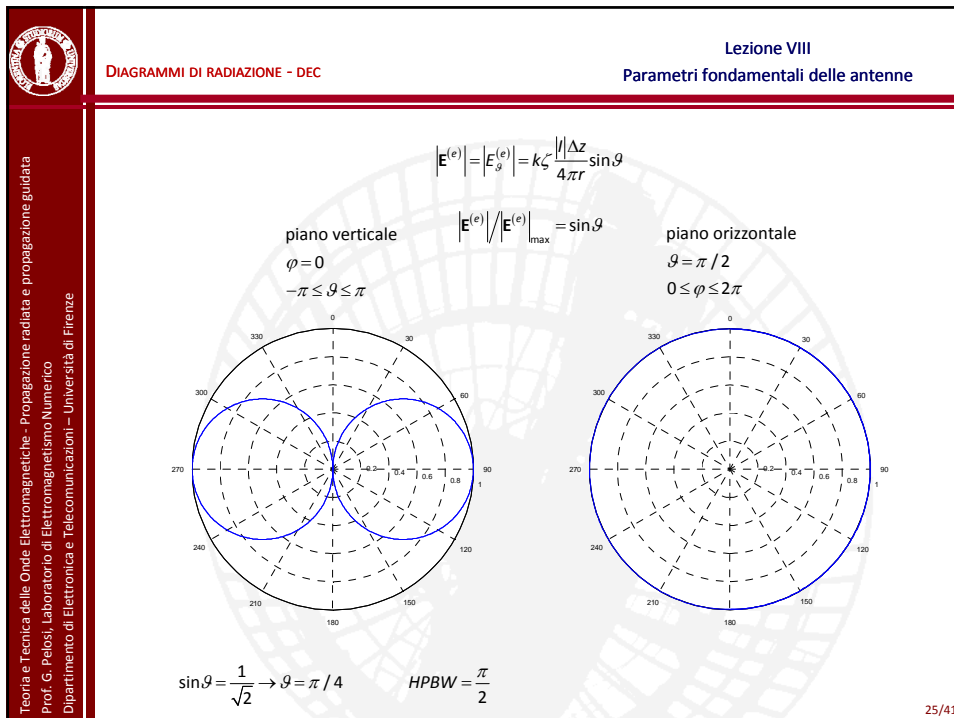 DIAGRAMMI DI RADIAZIONE - DEC
Lezione VIII
Parametri fondamentali delle antenne
Teoria e Tecnica delle Onde Elettromagnetiche - Propagazione radiata e propagazione guidata
Prof. G. Pelosi, Laboratorio di Elettromagnetismo Numerico
Dipartimento di Elettronica e Telecomunicazioni – Università di Firenze
|E^(e)| = |E_ϑ^(e)| = kζ |I|Δz / 4πr sinϑ
|E^(e)| / |E^(e)|_max = sinϑ
piano verticale
φ = 0
−π ≤ ϑ ≤ π
piano orizzontale
ϑ = π / 2
0 ≤ φ ≤ 2π
0
330 30
300 60
270 0.2 0.4 0.6 0.8 1 90
240 120
210 150
180
0
330 30
300 60
270 0.2 0.4 0.6 0.8 1 90
240 120
210 150
180
sinϑ = 1/√2 → ϑ = π / 4
HPBW = π/2
25/41